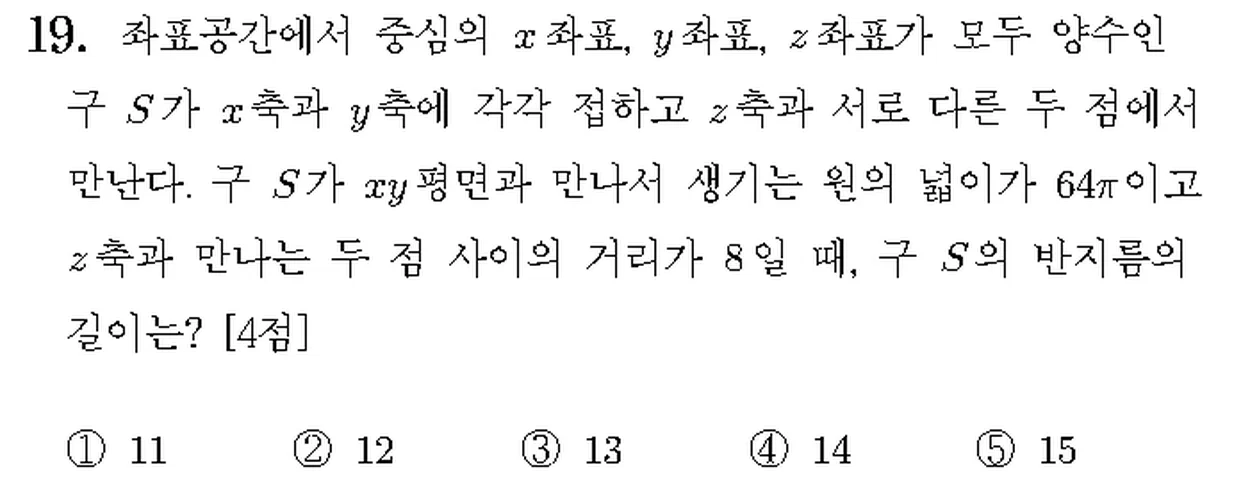 19. 좌표공간에서 중심의 x좌표, y좌표, z좌표가 모두 양수인
구 S가 x축과 y축에 각각 접하고 z축과 서로 다른 두 점에서
만난다. 구 S가 xy평면과 만나서 생기는 원의 넓이가 64π이고
z축과 만나는 두 점 사이의 거리가 8일 때, 구 S의 반지름의
길이는? [4점]
① 11 ② 12 ③ 13 ④ 14 ⑤ 15